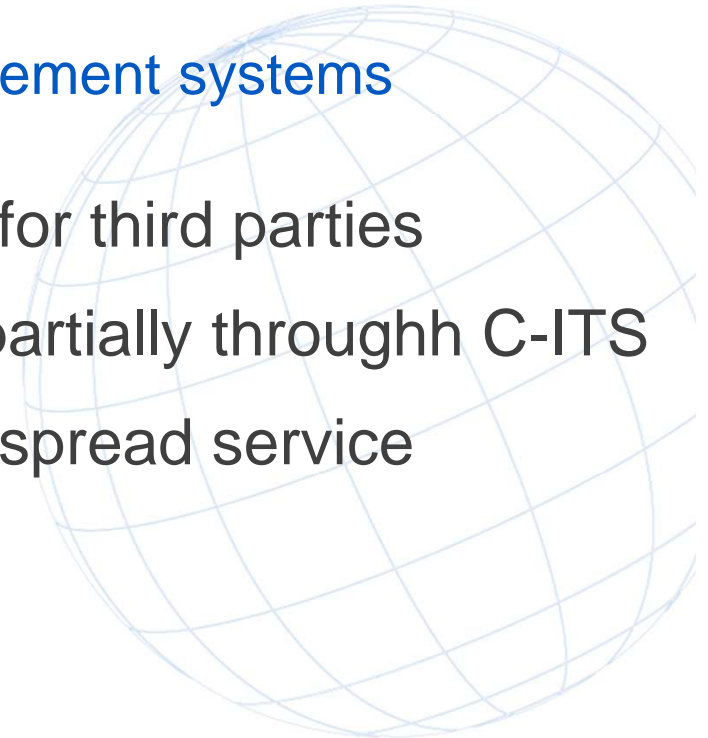 ement systems
for third parties
partially throughh C-ITS
spread service